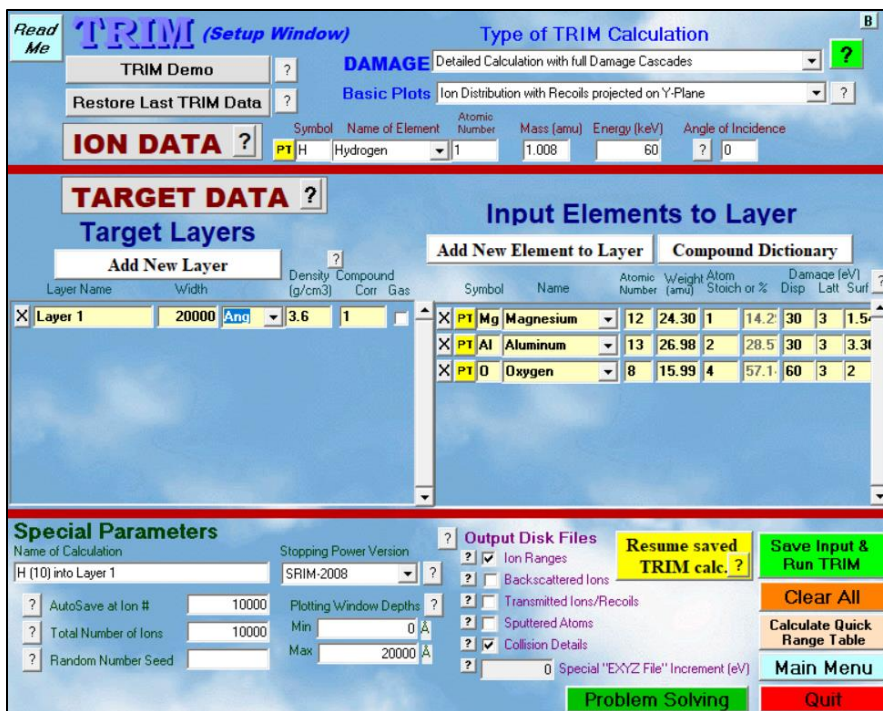 Read Me
TRIM (Setup Window)
B
Type of TRIM Calculation
TRIM Demo ?
DAMAGE Detailed Calculation with full Damage Cascades ?
Restore Last TRIM Data ?
Basic Plots Ion Distribution with Recoils projected on Y-Plane ?
ION DATA ?
Symbol Name of Element Atomic Number Mass (amu) Energy (keV) Angle of Incidence
PT H Hydrogen 1 1.008 60 ? 0
TARGET DATA ?
Target Layers
Add New Layer
?
Layer Name Width Density (g/cm3) Compound Corr Gas
X Layer 1 20000 Ang 3.6 1
Input Elements to Layer
Add New Element to Layer Compound Dictionary
Symbol Name Atomic Number Weight (amu) Atom Stoich or % Damage (eV) Disp Latt Surf ?
X PT Mg Magnesium 12 24.30 1 14.2 30 3 1.54
X PT Al Aluminum 13 26.98 2 28.5 30 3 3.36
X PT O Oxygen 8 15.99 4 57.1 60 3 2
Special Parameters
Name of Calculation
H (10) into Layer 1
Stopping Power Version
SRIM-2008 ?
? AutoSave at Ion # 10000
? Total Number of Ions 10000
? Random Number Seed
Plotting Window Depths ?
Min 0 Å
Max 20000 Å
? Output Disk Files
? Ion Ranges
? Backscattered Ions
? Transmitted Ions/Recoils
? Sputtered Atoms
? Collision Details
? 0 Special "EXYZ File" Increment (eV)
Resume saved TRIM calc. ?
Save Input & Run TRIM
Clear All
Calculate Quick Range Table
Main Menu
Problem Solving
Quit